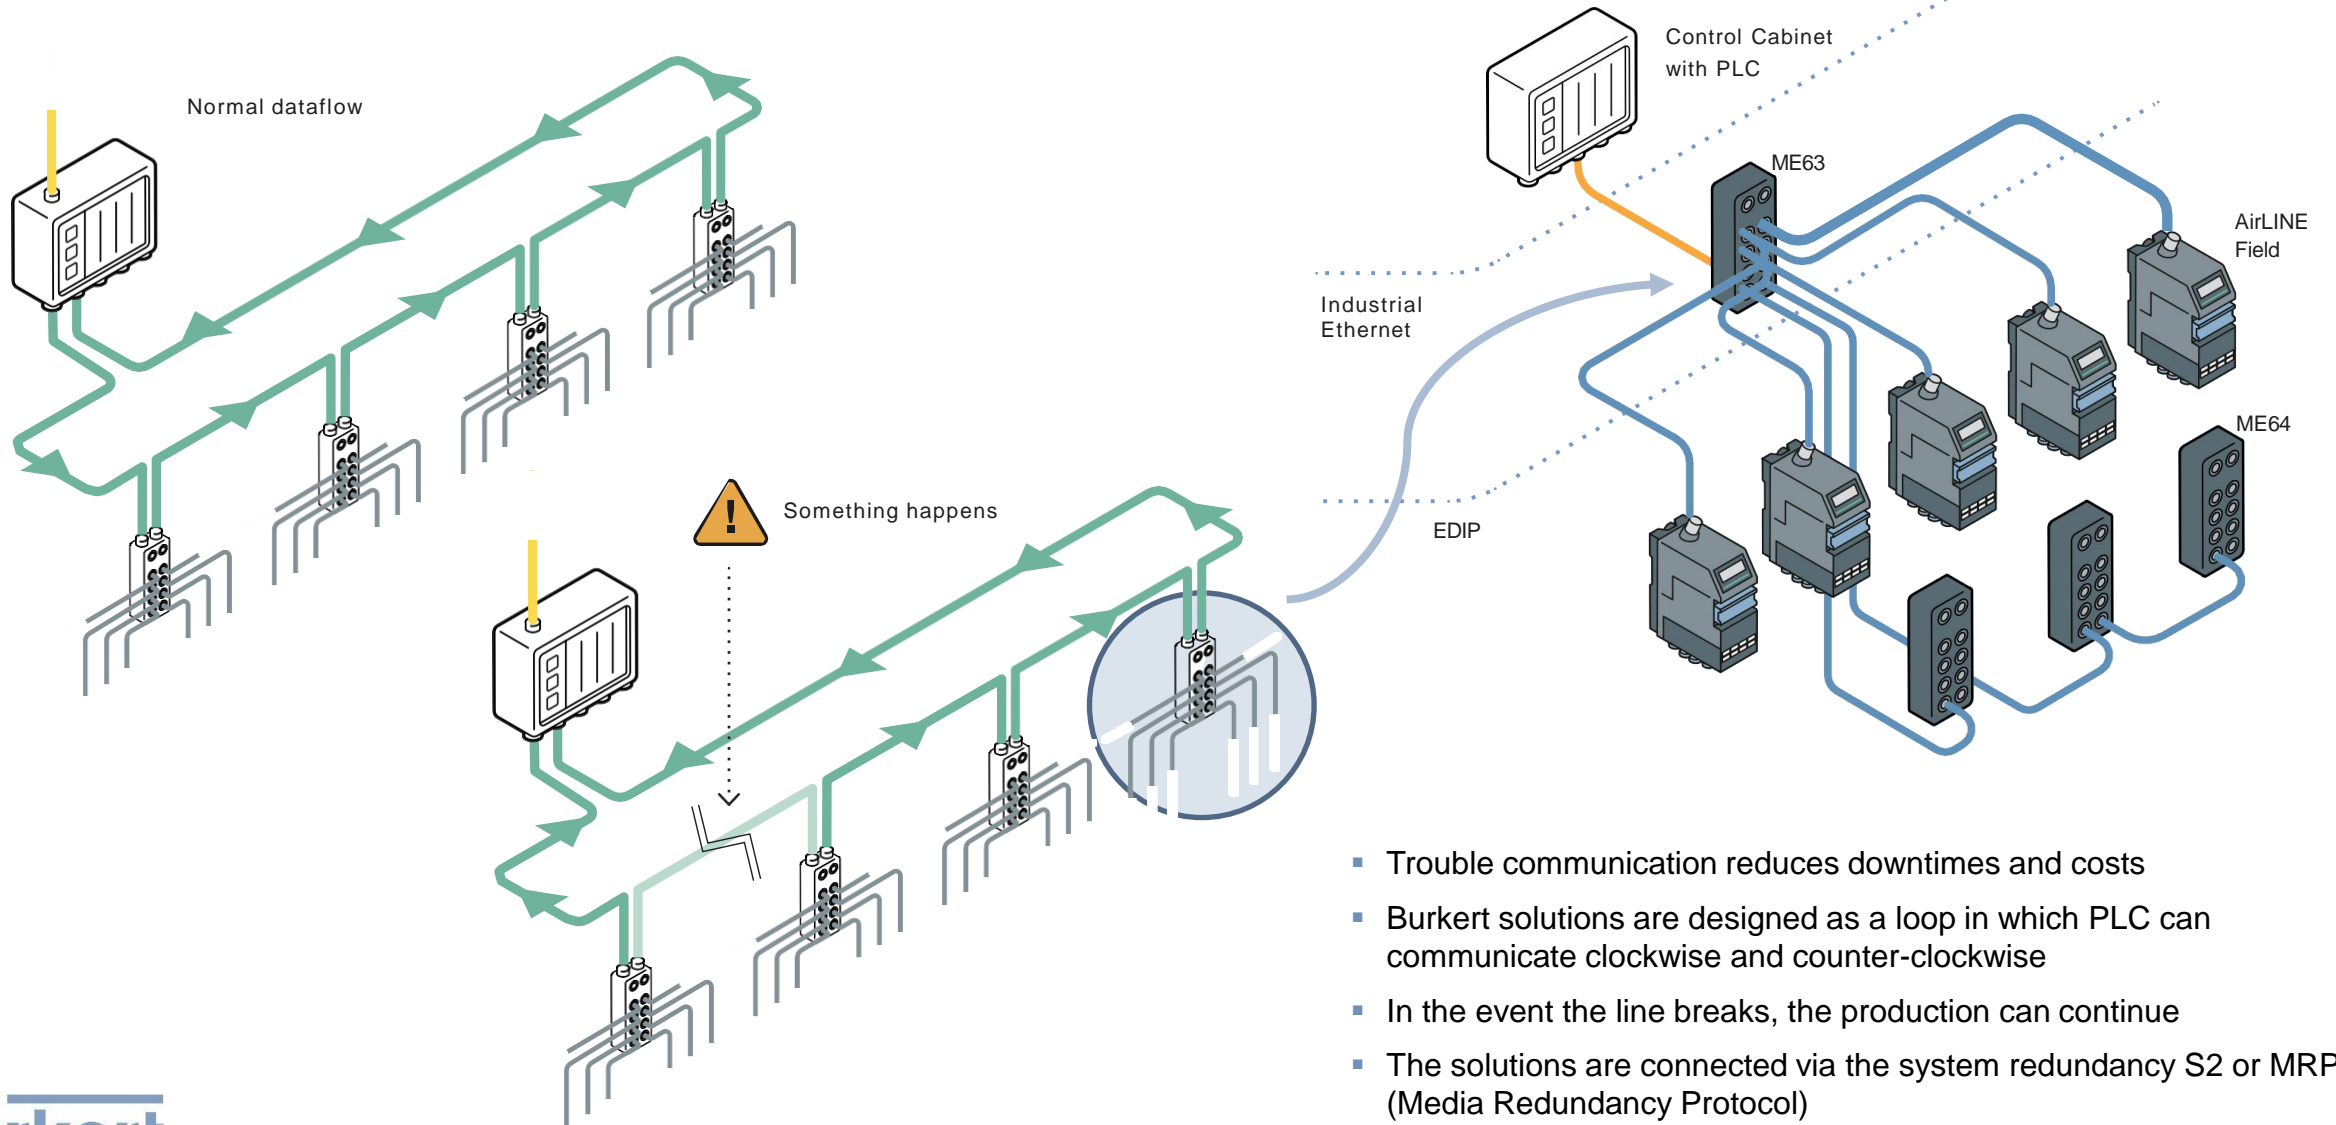 Normal dataflow
Control Cabinet
with PLC
ME63
AirLINE
Field
Industrial
Ethernet
ME64
Something happens
EDIP
Trouble communication reduces downtimes and costs
Burkert solutions are designed as a loop in which PLC can
communicate clockwise and counter-clockwise
In the event the line breaks, the production can continue
The solutions are connected via the system redundancy S2 or MRP
(Media Redundancy Protocol)